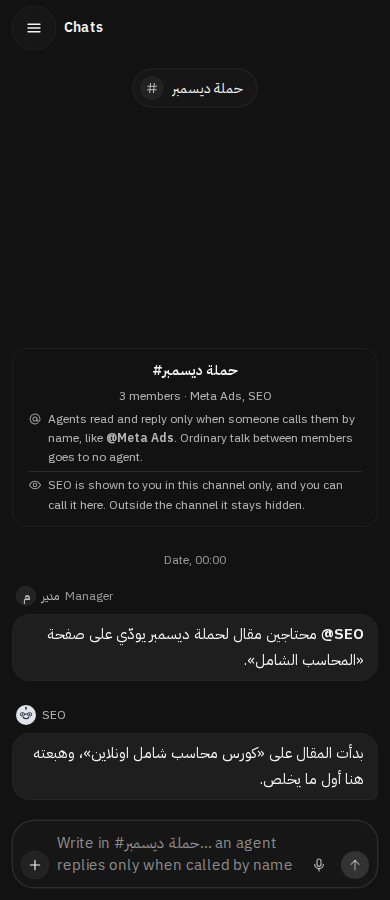 Chats
# حملة ديسمبر
#حملة ديسمبر
3 members · Meta Ads, SEO
Agents read and reply only when someone calls them by
name, like @Meta Ads. Ordinary talk between members
goes to no agent.
SEO is shown to you in this channel only, and you can
call it here. Outside the channel it stays hidden.
Date, 00:00
م مدير Manager
@SEO محتاجين مقال لحملة ديسمبر يودّي على صفحة
«المحاسب الشامل».
SEO
بدأت المقال على «كورس محاسب شامل اونلاين»، وهبعته
هنا أول ما يخلص.
Write in #حملة ديسمبر... an agent
replies only when called by name